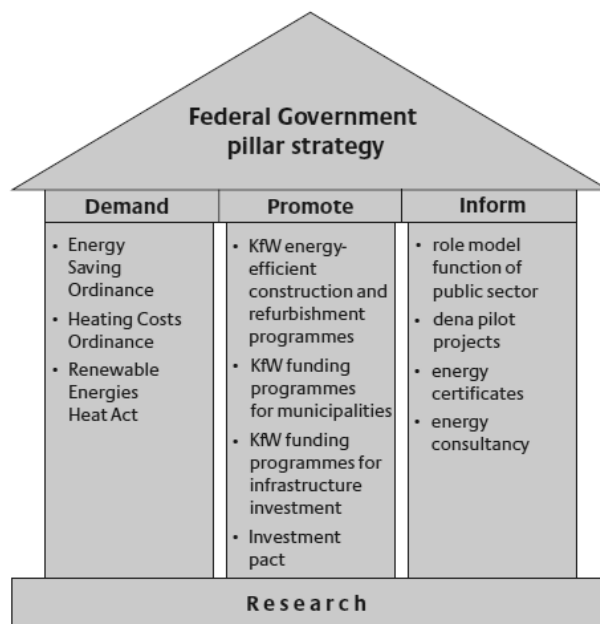 Federal Government
pillar strategy
Demand
Promote
Inform
• Energy
Saving
Ordinance
• Heating Costs
Ordinance
• Renewable
Energies
Heat Act
• KfW energy-
efficient
construction and
refurbishment
programmes
• KfW funding
programmes
for municipalities
• KfW funding
programmes for
infrastructure
investment
• Investment
pact
• role model
function of
public sector
• dena pilot
projects
• energy
certificates
• energy
consultancy
Research